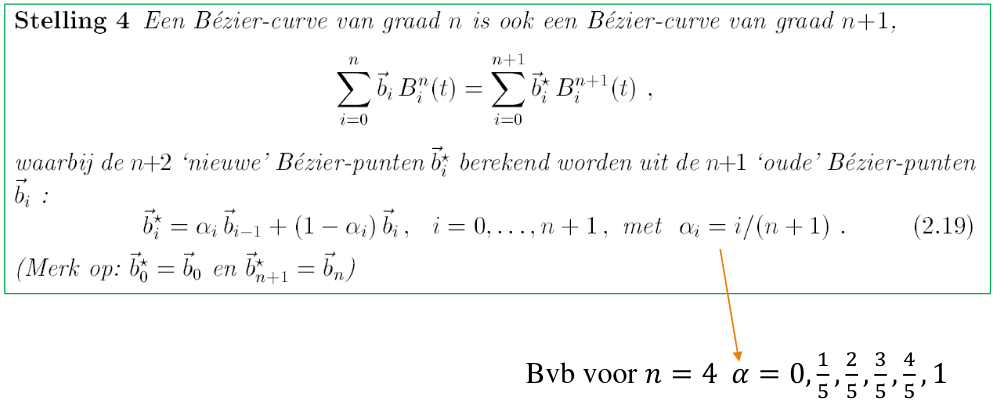 Stelling 4 Een Bézier-curve van graad n is ook een Bézier-curve van graad n+1,
$\sum_{i=0}^{n} \vec{b}_i \, B_i^n(t) = \sum_{i=0}^{n+1} \vec{b}_i^{\star} \, B_i^{n+1}(t) \ ,$
waarbij de n+2 ‘nieuwe’ Bézier-punten $\vec{b}_i^{\star}$ berekend worden uit de n+1 ‘oude’ Bézier-punten
$\vec{b}_i$ :
$\vec{b}_i^{\star} = \alpha_i \, \vec{b}_{i-1} + (1 - \alpha_i) \, \vec{b}_i \, , \quad i = 0, \ldots, n+1 \, , \ met \ \ \alpha_i = i/(n+1) \ .$ (2.19)
(Merk op: $\vec{b}_0^{\star} = \vec{b}_0$ en $\vec{b}_{n+1}^{\star} = \vec{b}_n$)
Bvb voor $n = 4$ $\alpha = 0, \frac{1}{5}, \frac{2}{5}, \frac{3}{5}, \frac{4}{5}, 1$